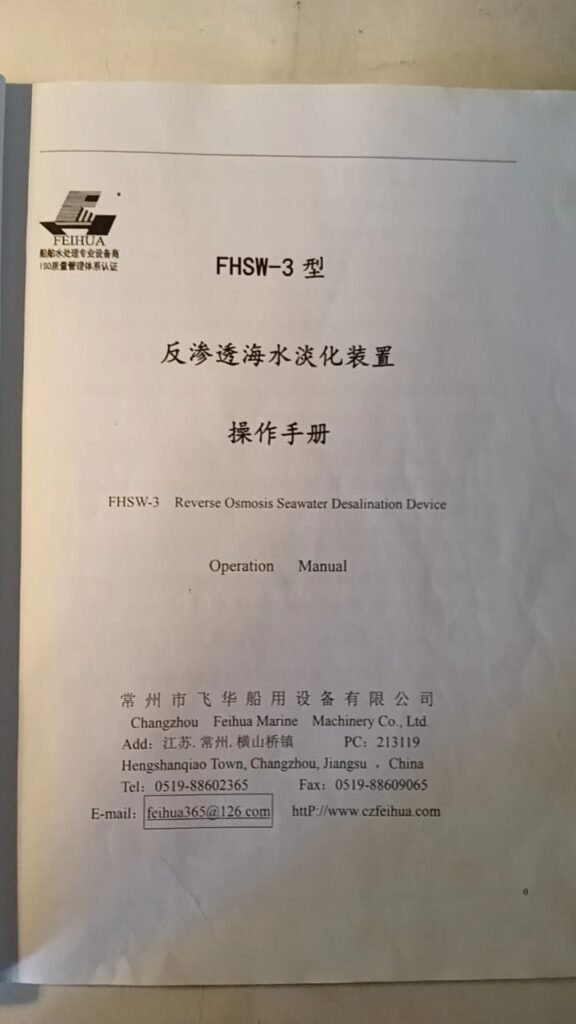 FEIHUA
船舶水处理专业设备商
ISO质量管理体系认证
FHSW-3 型
反渗透海水淡化装置
操作手册
FHSW-3 Reverse Osmosis Seawater Desalination Device
Operation Manual
常州市飞华船用设备有限公司
Changzhou Feihua Marine Machinery Co., Ltd.
Add：江苏.常州.横山桥镇 PC：213119
Hengshanqiao Town, Changzhou, Jiangsu ，China
Tel：0519-88602365 Fax：0519-88609065
E-mail：feihua365@126.com httP://www.czfeihua.com
0